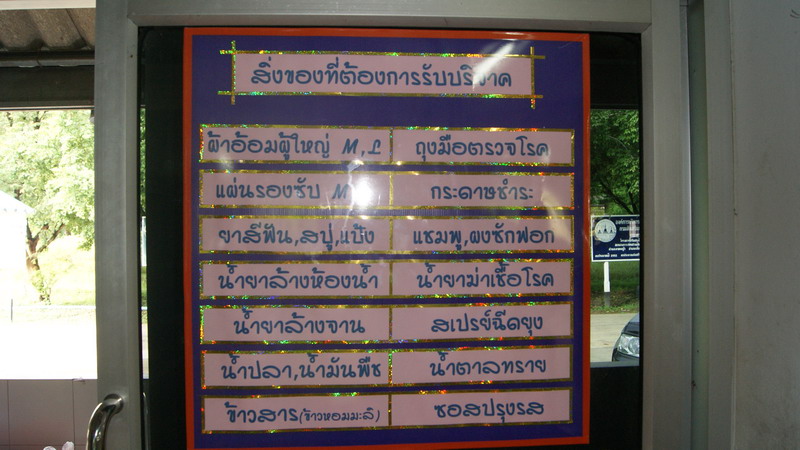 สิ่งของที่ต้องการรับบริจาค
ผ้าอ้อมผู้ใหญ่ M,L ถุงมือตรวจโรค
แผ่นรองซับ M กระดาษชำระ
ยาสีฟัน,สบู่,แป้ง แชมพู,ผงซักฟอก
น้ำยาล้างห้องน้ำ น้ำยาฆ่าเชื้อโรค
น้ำยาล้างจาน สเปรย์ฉีดยุง
น้ำปลา,น้ำมันพืช น้ำตาลทราย
ข้าวสาร(ข้าวหอมมะลิ) ซอสปรุงรส